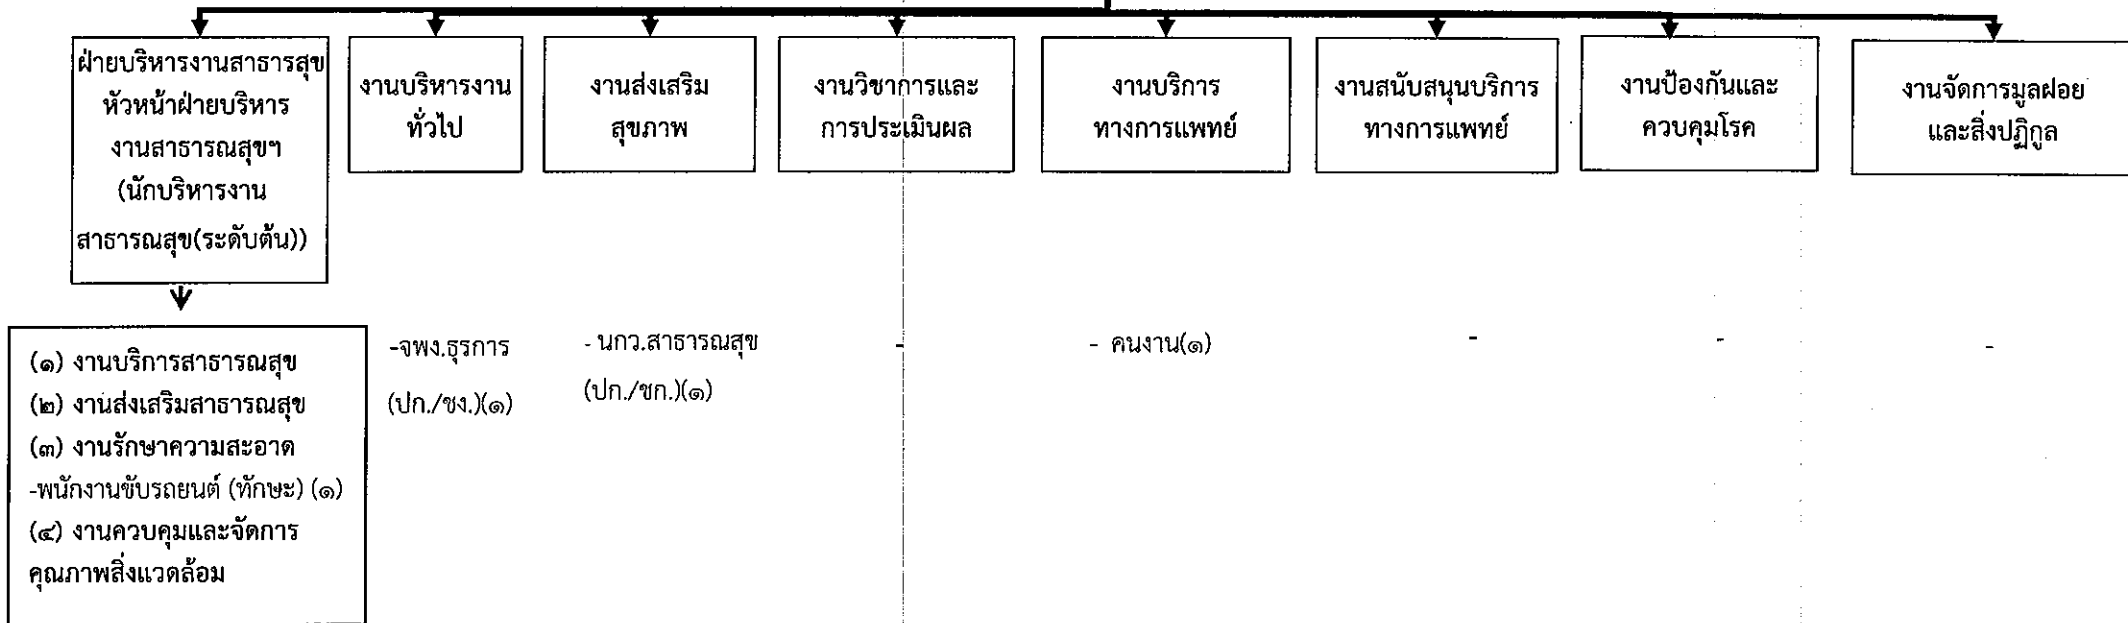 ฝ่ายบริหารงานสาธารสุข
หัวหน้าฝ่ายบริหาร
งานสาธารณสุขฯ
(นักบริหารงาน
สาธารณสุข(ระดับต้น))
งานบริหารงาน
ทั่วไป
งานส่งเสริม
สุขภาพ
งานวิชาการและ
การประเมินผล
งานบริการ
ทางการแพทย์
งานสนับสนุนบริการ
ทางการแพทย์
งานป้องกันและ
ควบคุมโรค
งานจัดการมูลฝอย
และสิ่งปฏิกูล
(๑) งานบริการสาธารณสุข
(๒) งานส่งเสริมสาธารณสุข
(๓) งานรักษาความสะอาด
-พนักงานขับรถยนต์ (ทักษะ) (๑)
(๔) งานควบคุมและจัดการ
คุณภาพสิ่งแวดล้อม
-จพง.ธุรการ
(ปก./ชง.)(๑)
- นกว.สาธารณสุข
(ปก./ชก.)(๑)
-
- คนงาน(๑)
-
-
-